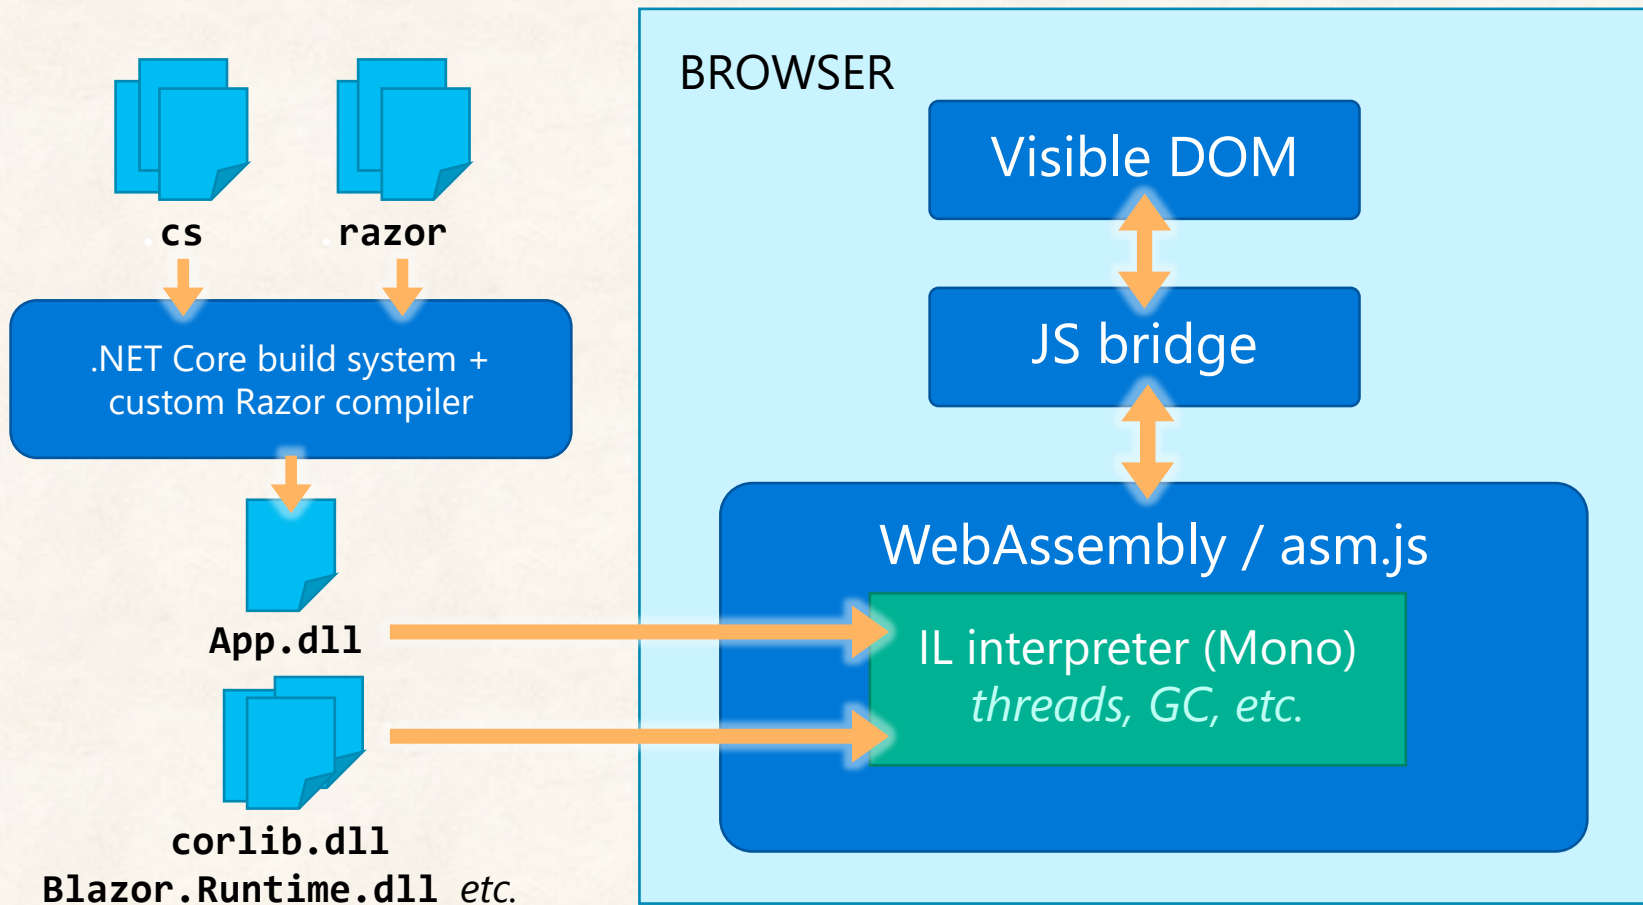 BROWSER
Visible DOM
.cs
.razor
JS bridge
.NET Core build system +
custom Razor compiler
WebAssembly / asm.js
App.dll
IL interpreter (Mono)
threads, GC, etc.
corlib.dll
Blazor.Runtime.dll etc.